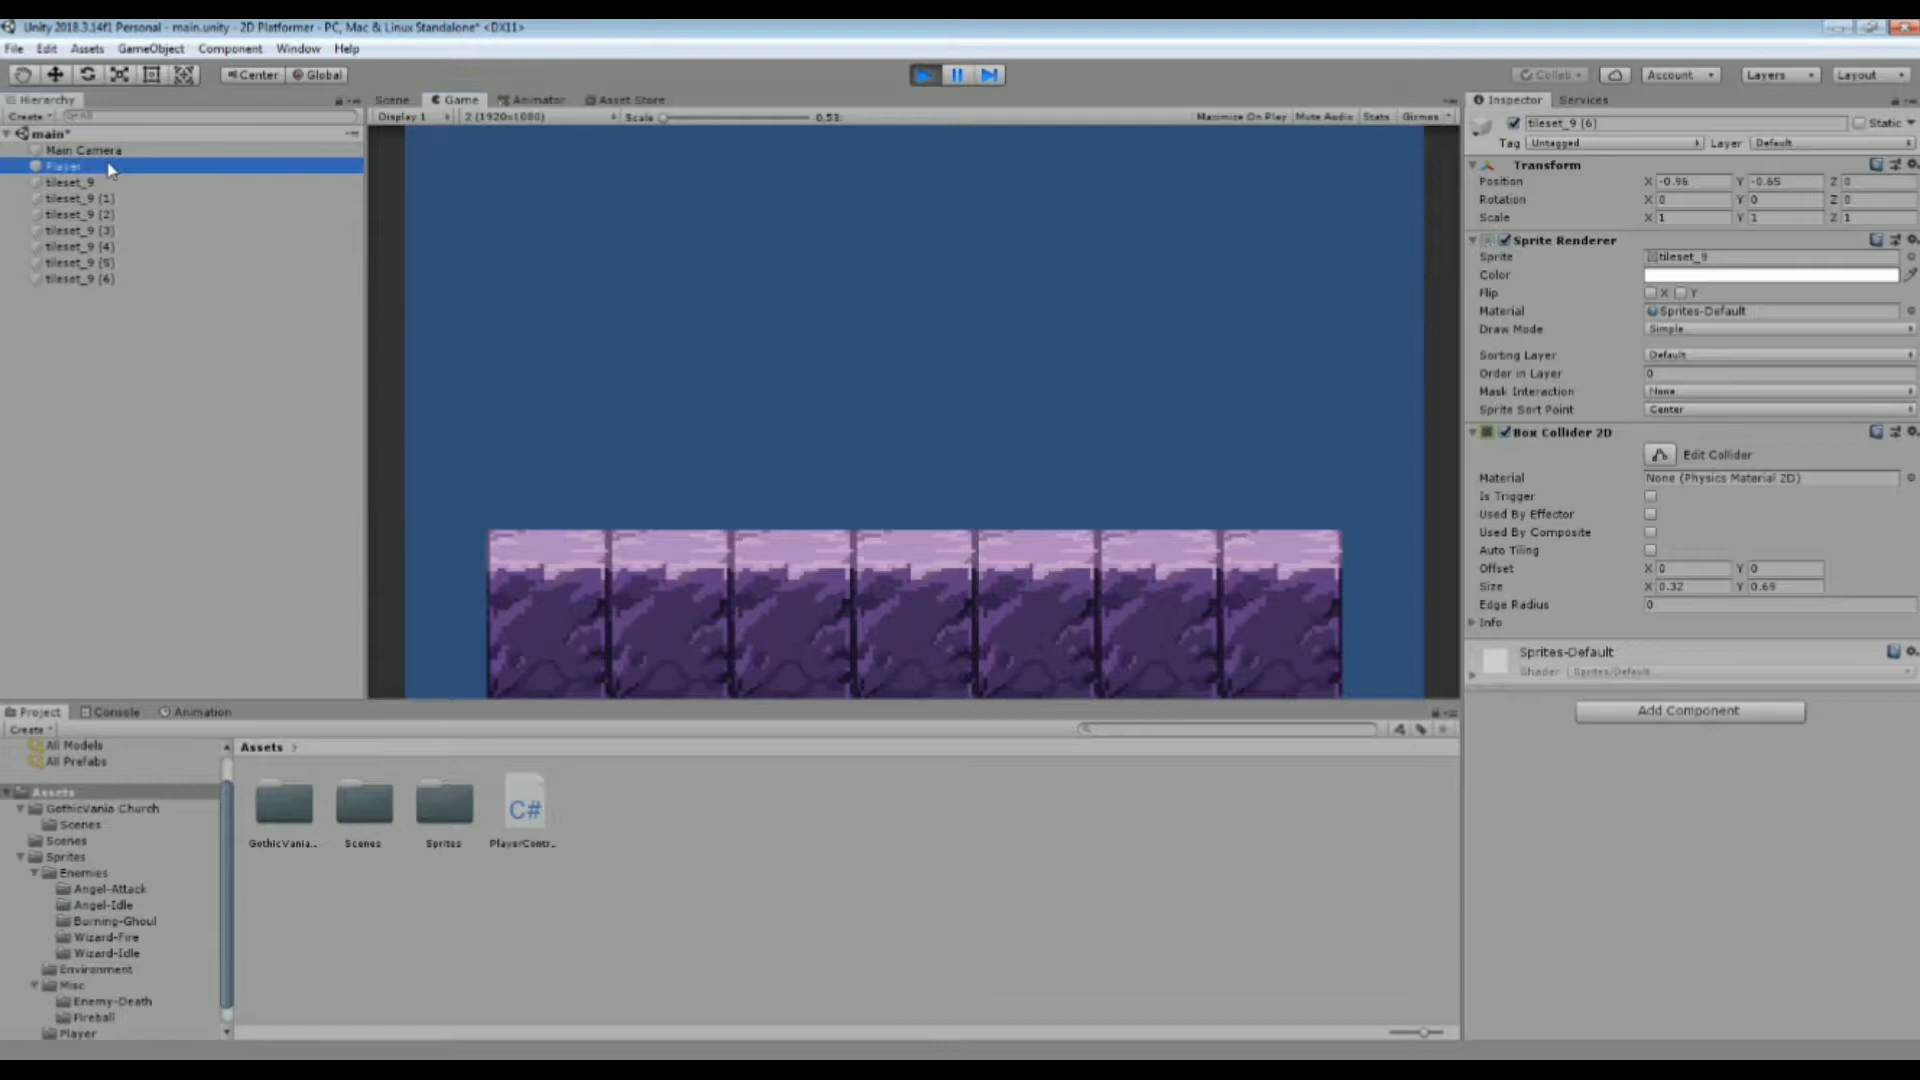 Unity 2018.3.14f1 Personal - main.unity - 2D Platformer - PC, Mac & Linux Standalone* <DX11>
File Edit Assets GameObject Component Window Help
Center Global Collab Account Layers Layout
Hierarchy
Create All
main*
Main Camera
Player
tileset_9
tileset_9 (1)
tileset_9 (2)
tileset_9 (3)
tileset_9 (4)
tileset_9 (5)
tileset_9 (6)
Scene Game Animator Asset Store
Display 1 2 (1920x1080) Scale 0.53: Maximize On Play Mute Audio Stats Gizmos
Inspector Services
tileset_9 (6) Static
Tag Untagged Layer Default
Transform
Position X -0.96 Y -0.65 Z 0
Rotation X 0 Y 0 Z 0
Scale X 1 Y 1 Z 1
Sprite Renderer
Sprite tileset_9
Color
Flip X Y
Material Sprites-Default
Draw Mode Simple
Sorting Layer Default
Order in Layer 0
Mask Interaction None
Sprite Sort Point Center
Box Collider 2D
Edit Collider
Material None (Physics Material 2D)
Is Trigger
Used By Effector
Used By Composite
Auto Tiling
Offset X 0 Y 0
Size X 0.32 Y 0.69
Edge Radius 0
Info
Sprites-Default
Shader Sprites/Default
Add Component
Project Console Animation
Create
All Models
All Prefabs
Assets
GothicVania Church
Scenes
Scenes
Sprites
Enemies
Angel-Attack
Angel-Idle
Burning-Ghoul
Wizard-Fire
Wizard-Idle
Environment
Misc
Enemy-Death
Fireball
Player
Assets >
C#
GothicVania... Scenes Sprites PlayerContr...